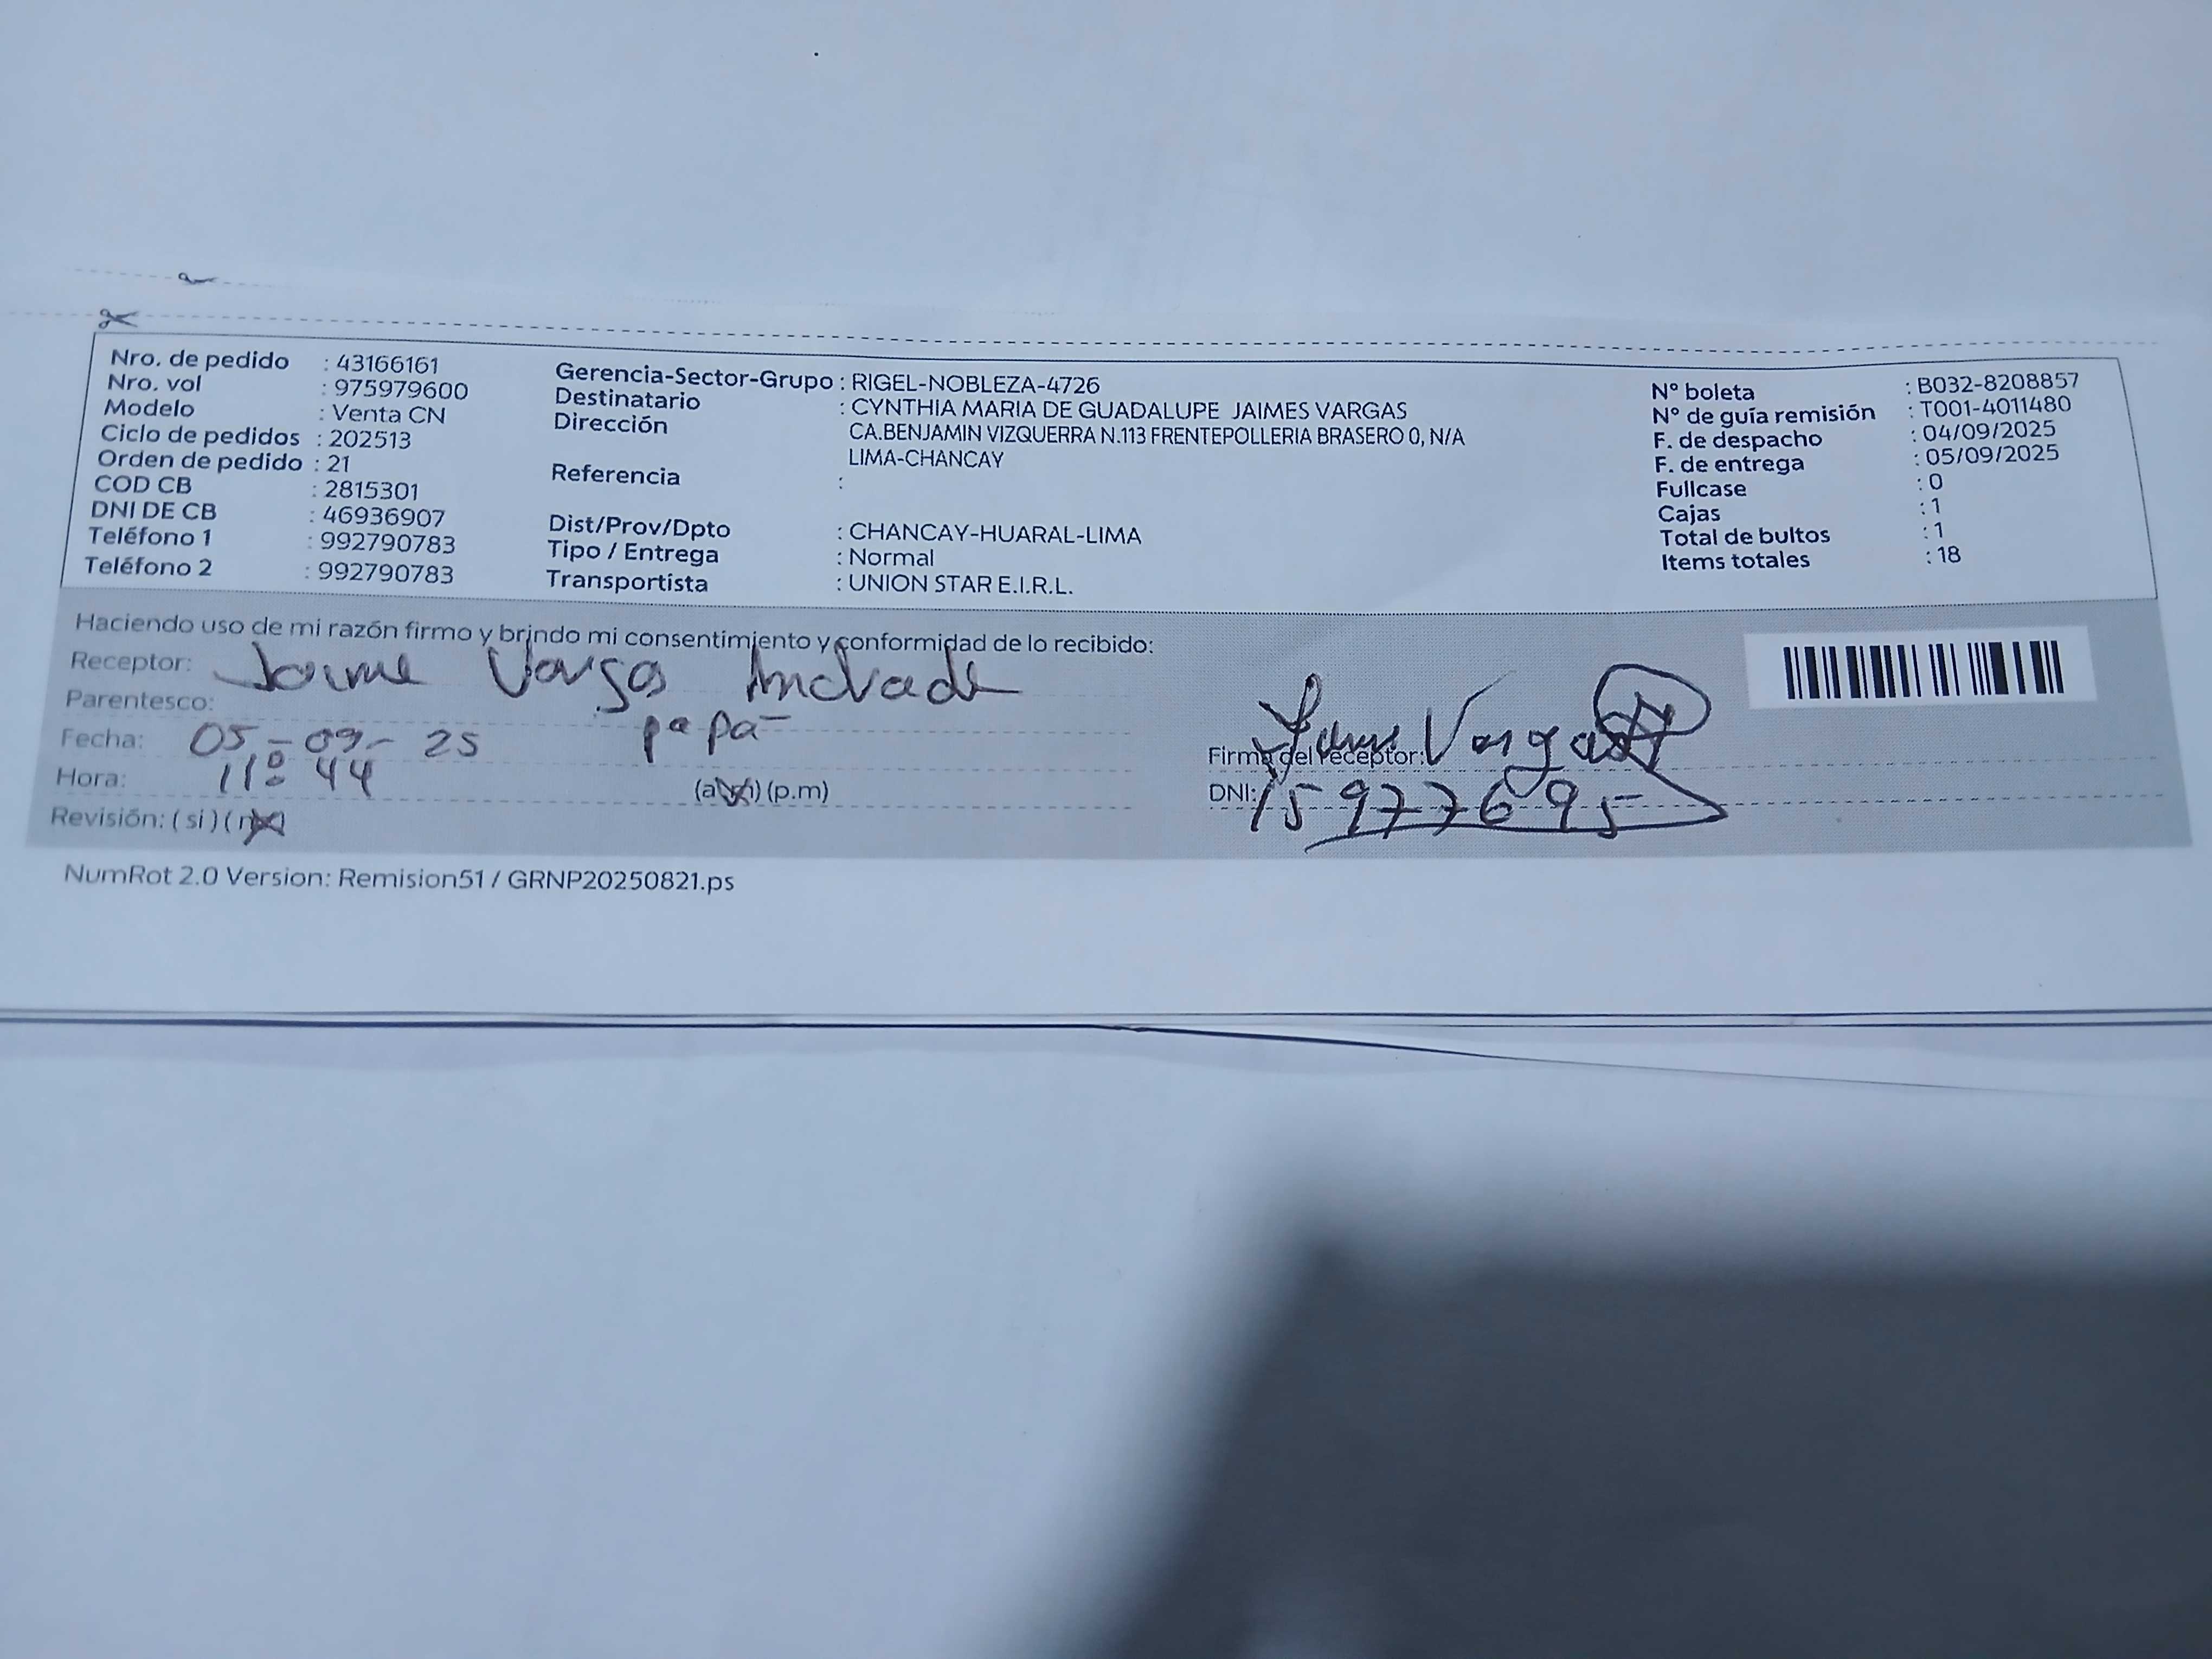 Nro. de pedido : 43166161
Nro. vol : 975979600
Modelo : Venta CN
Ciclo de pedidos : 202513
Orden de pedido : 21
COD CB : 2815301
DNI DE CB : 46936907
Teléfono 1 : 992790783
Teléfono 2 : 992790783
Gerencia-Sector-Grupo : RIGEL-NOBLEZA-4726
Destinatario : CYNTHIA MARIA DE GUADALUPE JAIMES VARGAS
Dirección CA.BENJAMIN VIZQUERRA N.113 FRENTEPOLLERIA BRASERO 0, N/A
LIMA-CHANCAY
Referencia :
Dist/Prov/Dpto : CHANCAY-HUARAL-LIMA
Tipo / Entrega : Normal
Transportista : UNION STAR E.I.R.L.
N° boleta : B032-8208857
N° de guía remisión : T001-4011480
F. de despacho : 04/09/2025
F. de entrega : 05/09/2025
Fullcase : 0
Cajas : 1
Total de bultos : 1
Items totales : 18
Haciendo uso de mi razón firmo y brindo mi consentimiento y conformidad de lo recibido:
Receptor: Jaime Vargas Andrade
Parentesco: papá
Fecha: 05-09-25
Hora: 11:44 (a.m) (p.m)
Revisión: ( si ) ( no )
Firma del receptor: Jaime Vargas A
DNI: 15977695
NumRot 2.0 Version: Remision51 / GRNP20250821.ps